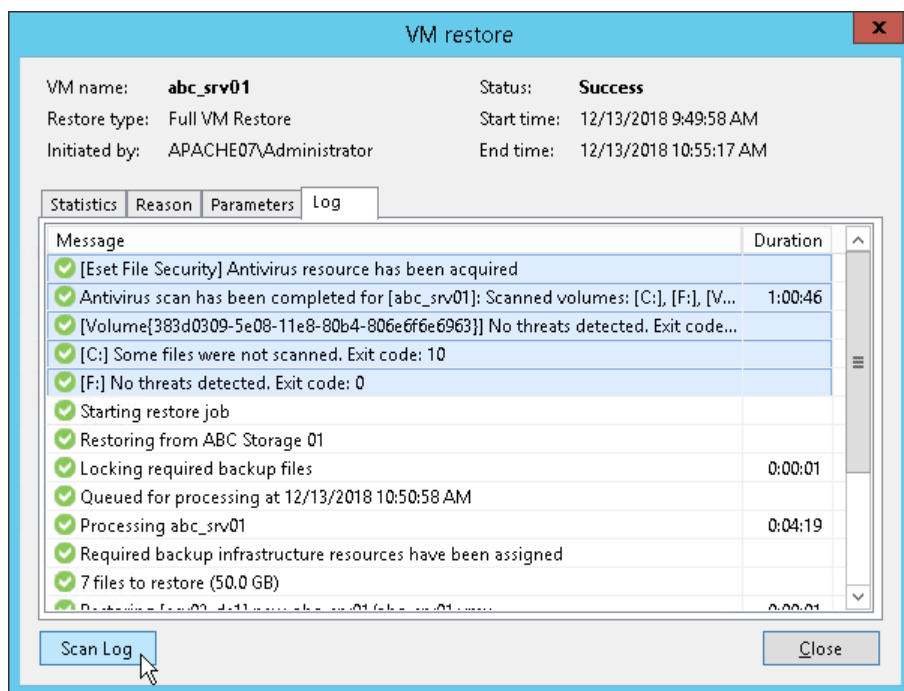 VM restore
x
VM name: abc_srv01 Status: Success
Restore type: Full VM Restore Start time: 12/13/2018 9:49:58 AM
Initiated by: APACHE07\Administrator End time: 12/13/2018 10:55:17 AM
Statistics Reason Parameters Log
Message Duration
[Eset File Security] Antivirus resource has been acquired
Antivirus scan has been completed for [abc_srv01]: Scanned volumes: [C:], [F:], [V... 1:00:46
[Volume{383d0309-5e08-11e8-80b4-806e6f6e6963}] No threats detected. Exit code...
[C:] Some files were not scanned. Exit code: 10
[F:] No threats detected. Exit code: 0
Starting restore job
Restoring from ABC Storage 01
Locking required backup files 0:00:01
Queued for processing at 12/13/2018 10:50:58 AM
Processing abc_srv01 0:04:19
Required backup infrastructure resources have been assigned
7 files to restore (50.0 GB)
Restoring 0:00:01
Scan Log Close